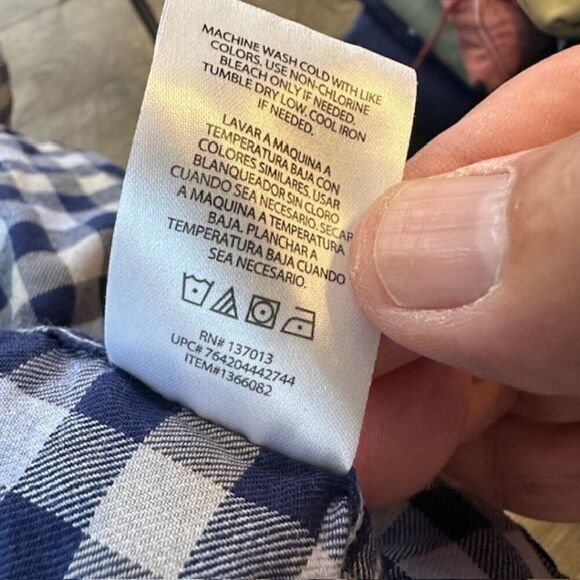 MACHINE WASH COLD WITH LIKE
COLORS. USE NON-CHLORINE
BLEACH ONLY IF NEEDED.
TUMBLE DRY LOW. COOL IRON
IF NEEDED.
LAVAR A MAQUINA A
TEMPERATURA BAJA CON
COLORES SIMILARES. USAR
BLANQUEADOR SIN CLORO
CUANDO SEA NECESARIO. SECAR
A MAQUINA A TEMPERATURA
BAJA. PLANCHAR A
TEMPERATURA BAJA CUANDO
SEA NECESARIO.
RN# 137013
UPC# 764204442744
ITEM#1366082